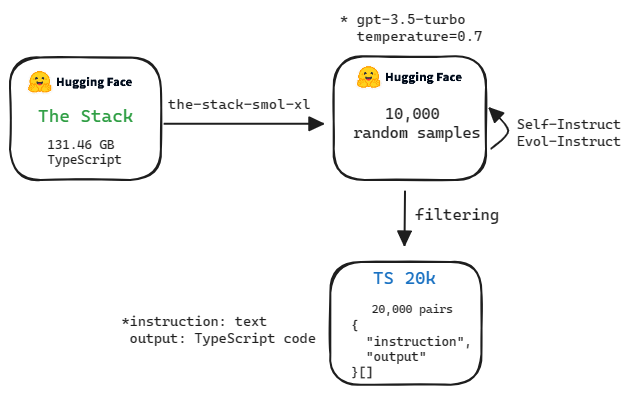 * gpt-3.5-turbo
temperature=0.7
Hugging Face
The Stack
131.46 GB
TypeScript
the-stack-smol-xl
Hugging Face
10,000
random samples
Self-Instruct
Evol-Instruct
filtering
TS 20k
20,000 pairs
{
"instruction",
"output"
}[]
*instruction: text
output: TypeScript code